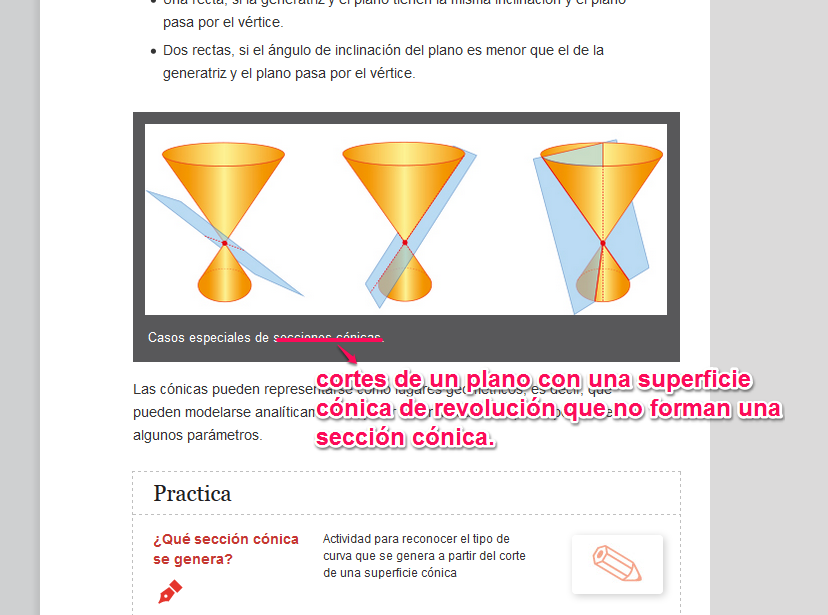 Una recta, si la generatriz y el plano tienen la misma inclinación y el plano
pasa por el vértice.
Dos rectas, si el ángulo de inclinación del plano es menor que el de la
generatriz y el plano pasa por el vértice.
Casos especiales de secciones cónicas.
cortes de un plano con una superficie
cónica de revolución que no forman una
sección cónica.
Las cónicas pueden representarse como lugares geométricos, es decir, que
pueden modelarse
algunos parámetros.
Practica
¿Qué sección cónica
se genera?
Actividad para reconocer el tipo de
curva que se genera a partir del corte
de una superficie cónica